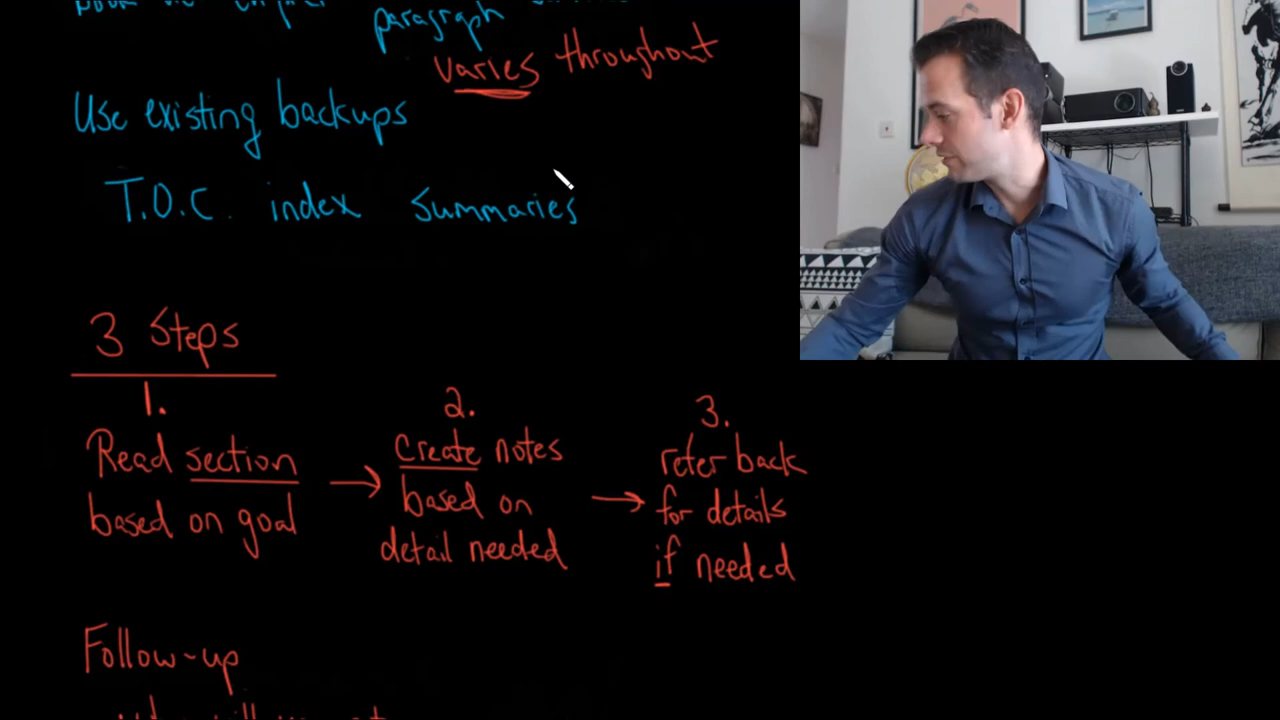 paragraph
varies throughout
Use existing backups
T.O.C. index Summaries
3 Steps
1.
Read section
based on goal
2.
create notes
based on
detail needed
3.
refer back
for details
if needed
Follow-up